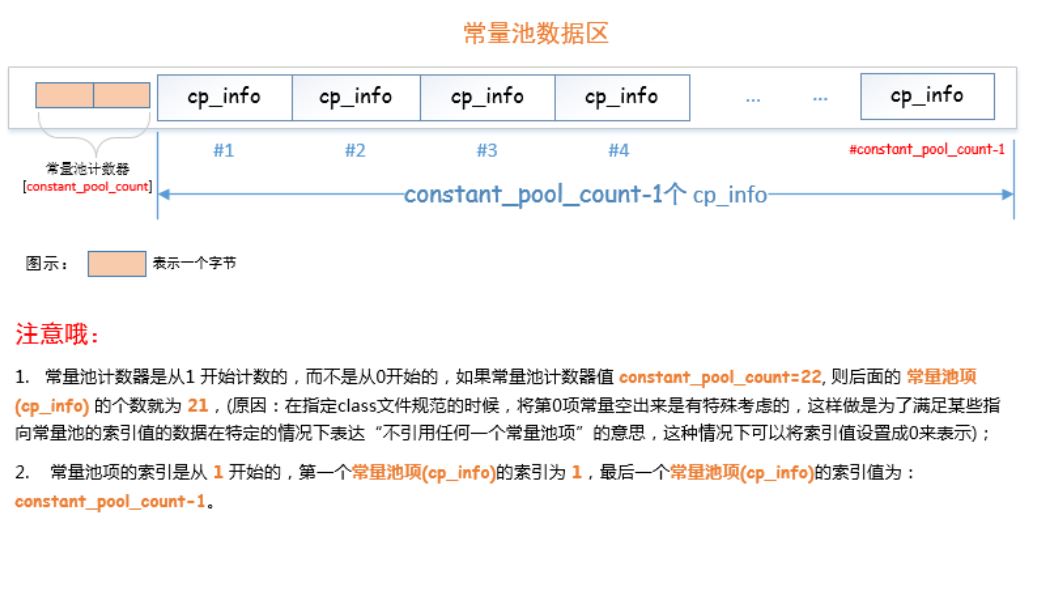 常量池数据区
cp_info cp_info cp_info cp_info ... ... cp_info
#1 #2 #3 #4 #constant_pool_count-1
常量池计数器
[constant_pool_count]
constant_pool_count-1个 cp_info
图示： 表示一个字节
注意哦：
1. 常量池计数器是从1 开始计数的，而不是从0开始的，如果常量池计数器值 constant_pool_count=22, 则后面的 常量池项
(cp_info) 的个数就为 21，(原因：在指定class文件规范的时候，将第0项常量空出来是有特殊考虑的，这样做是为了满足某些指
向常量池的索引值的数据在特定的情况下表达“不引用任何一个常量池项”的意思，这种情况下可以将索引值设置成0来表示)；
2. 常量池项的索引是从 1 开始的，第一个常量池项(cp_info)的索引为 1，最后一个常量池项(cp_info)的索引值为：
constant_pool_count-1。